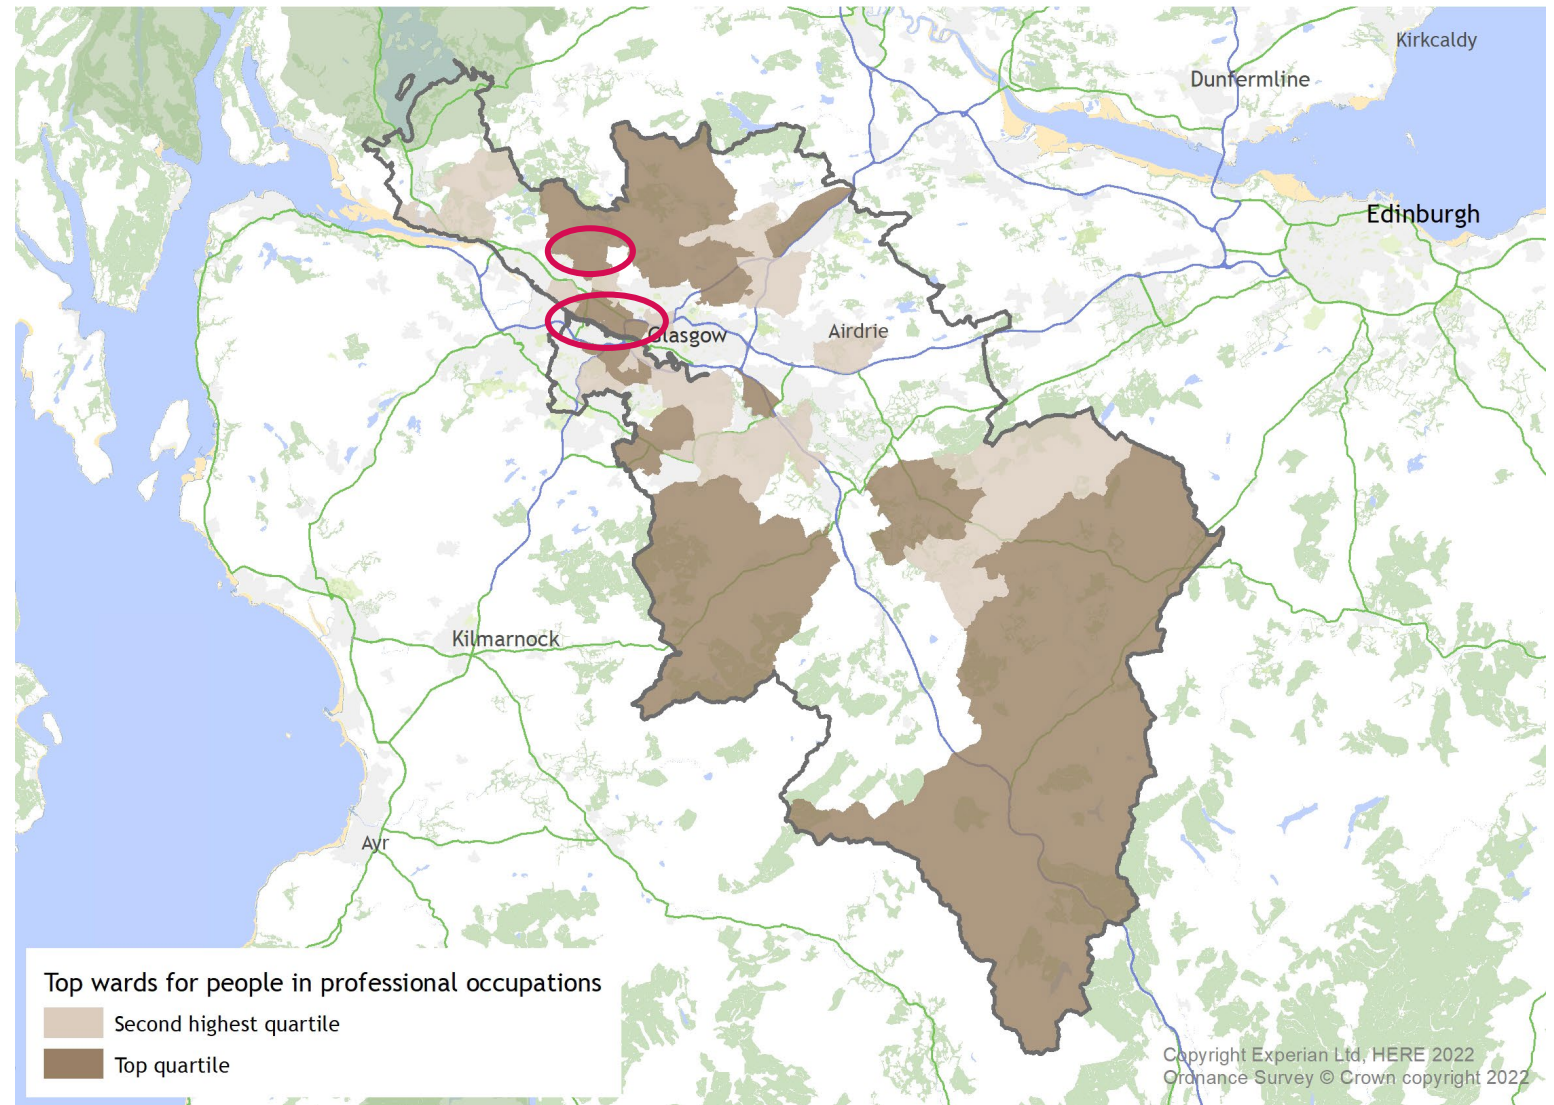 Kirkcaldy
Dunfermline
Edinburgh
Glasgow
Airdrie
Kilmarnock
Ayr
Top wards for people in professional occupations
Second highest quartile
Top quartile
Copyright Experian Ltd, HERE 2022
Ordnance Survey © Crown copyright 2022